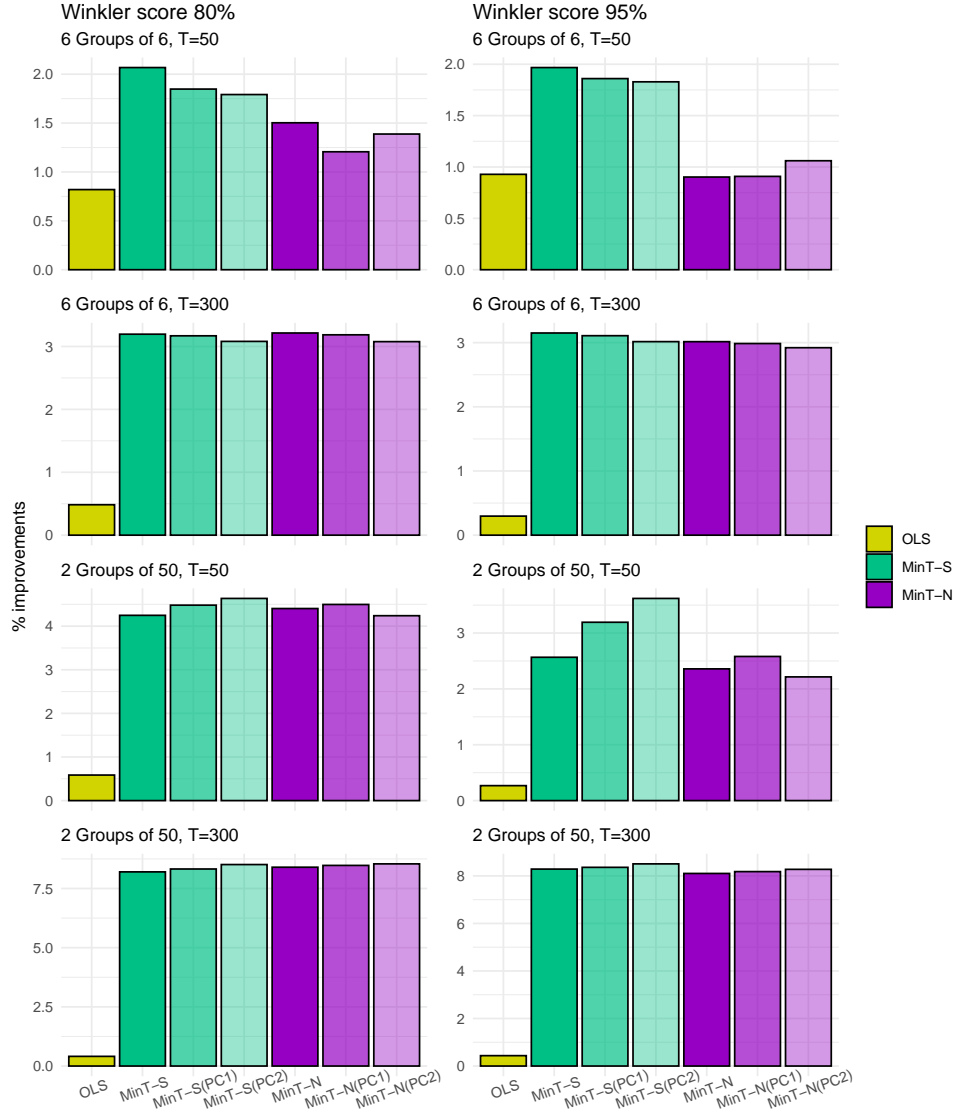 Winkler score 80%
6 Groups of 6, T=50
2.0
1.5
1.0
0.5
0.0
6 Groups of 6, T=300
3
2
1
0
2 Groups of 50, T=50
4
3
2
1
0
2 Groups of 50, T=300
7.5
5.0
2.5
0.0
OLS
MinT−S
MinT−S(PC1)
MinT−S(PC2)
MinT−N
MinT−N(PC1)
MinT−N(PC2)
Winkler score 95%
6 Groups of 6, T=50
2.0
1.5
1.0
0.5
0.0
6 Groups of 6, T=300
3
2
1
0
2 Groups of 50, T=50
3
2
1
0
2 Groups of 50, T=300
8
6
4
2
0
OLS
MinT−S
MinT−S(PC1)
MinT−S(PC2)
MinT−N
MinT−N(PC1)
MinT−N(PC2)
% improvements
OLS
MinT−S
MinT−N